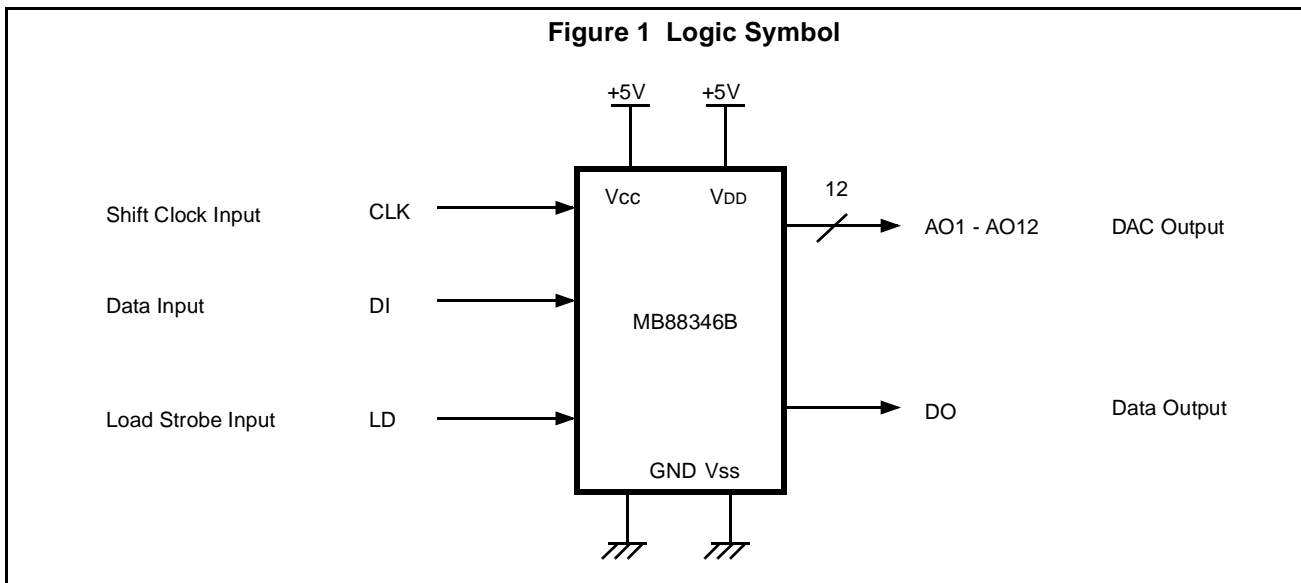 Figure 1 Logic Symbol
+5V +5V
Vcc VDD
12
Shift Clock Input CLK
AO1 - AO12 DAC Output
Data Input DI
MB88346B
Load Strobe Input LD
DO Data Output
GND Vss